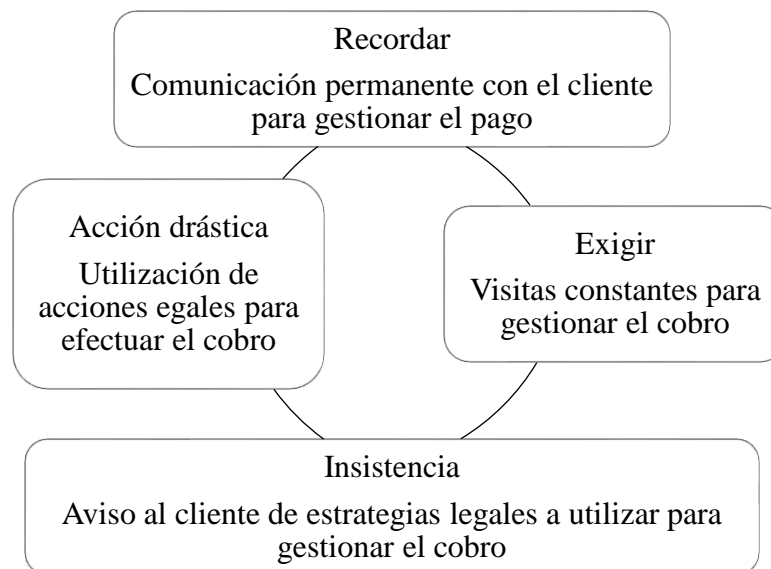 Recordar
Comunicación permanente con el cliente
para gestionar el pago
Exigir
Visitas constantes para
gestionar el cobro
Insistencia
Aviso al cliente de estrategias legales a utilizar para
gestionar el cobro
Acción drástica
Utilización de
acciones egales para
efectuar el cobro